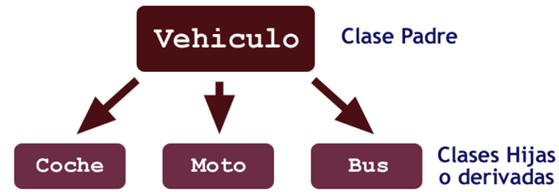 Vehiculo
Clase Padre
Coche
Moto
Bus
Clases Hijas
o derivadas